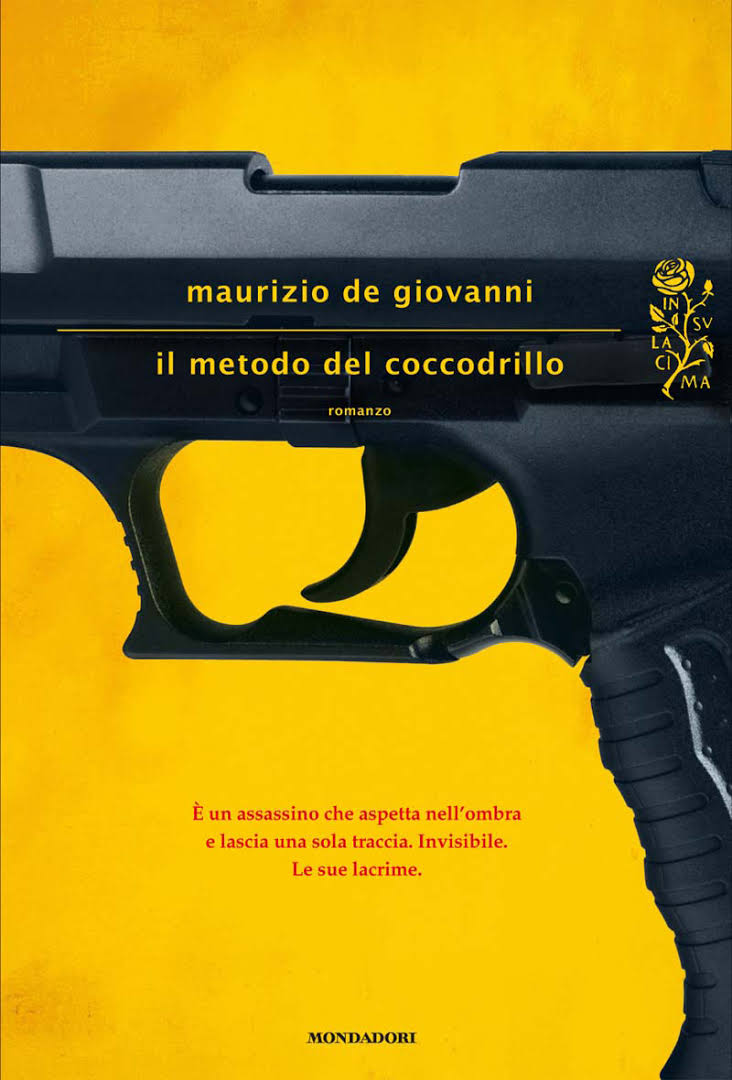 maurizio de giovanni
il metodo del coccodrillo
romanzo
IN
SV
LA
CI
MA
È un assassino che aspetta nell’ombra
e lascia una sola traccia. Invisibile.
Le sue lacrime.
MONDADORI